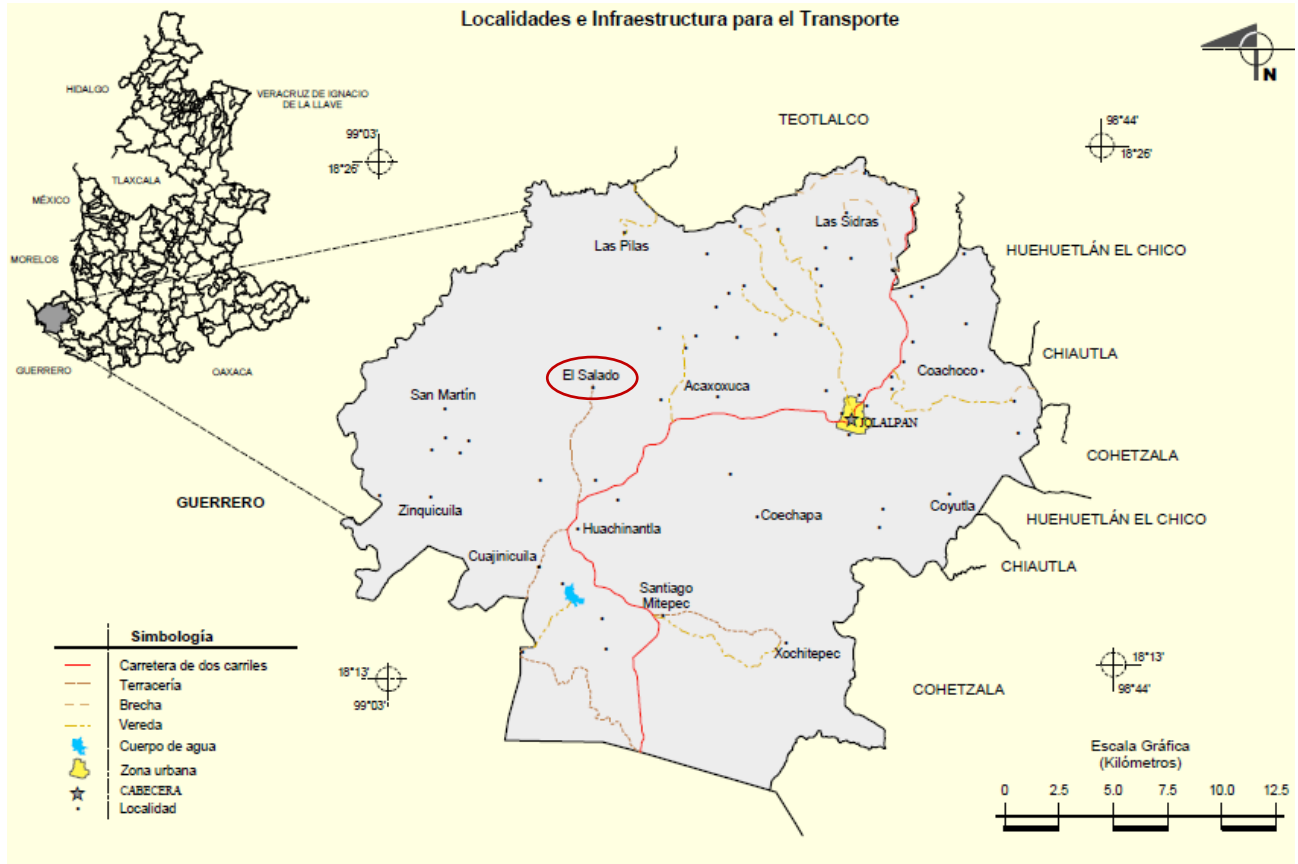 Localidades e Infraestructura para el Transporte
N
HIDALGO
VERACRUZ DE IGNACIO
DE LA LLAVE
TLAXCALA
MÉXICO
MORELOS
GUERRERO
OAXACA
99°03'
18°26'
TEOTLALCO
98°44'
18°26'
Las Pilas
Las Sidras
HUEHUETLÁN EL CHICO
CHIAUTLA
El Salado
San Martín
Acaxoxuca
Coachoco
JOLALPAN
COHETZALA
GUERRERO
Zinquicuila
Huachinantla
Coechapa
Coyutla
HUEHUETLÁN EL CHICO
Cuajinicuila
CHIAUTLA
Santiago
Mitepec
Xochitepec
18°13'
99°03'
18°13'
98°44'
COHETZALA
Simbología
Carretera de dos carriles
Terracería
Brecha
Vereda
Cuerpo de agua
Zona urbana
CABECERA
Localidad
Escala Gráfica
(Kilómetros)
0 2.5 5.0 7.5 10.0 12.5